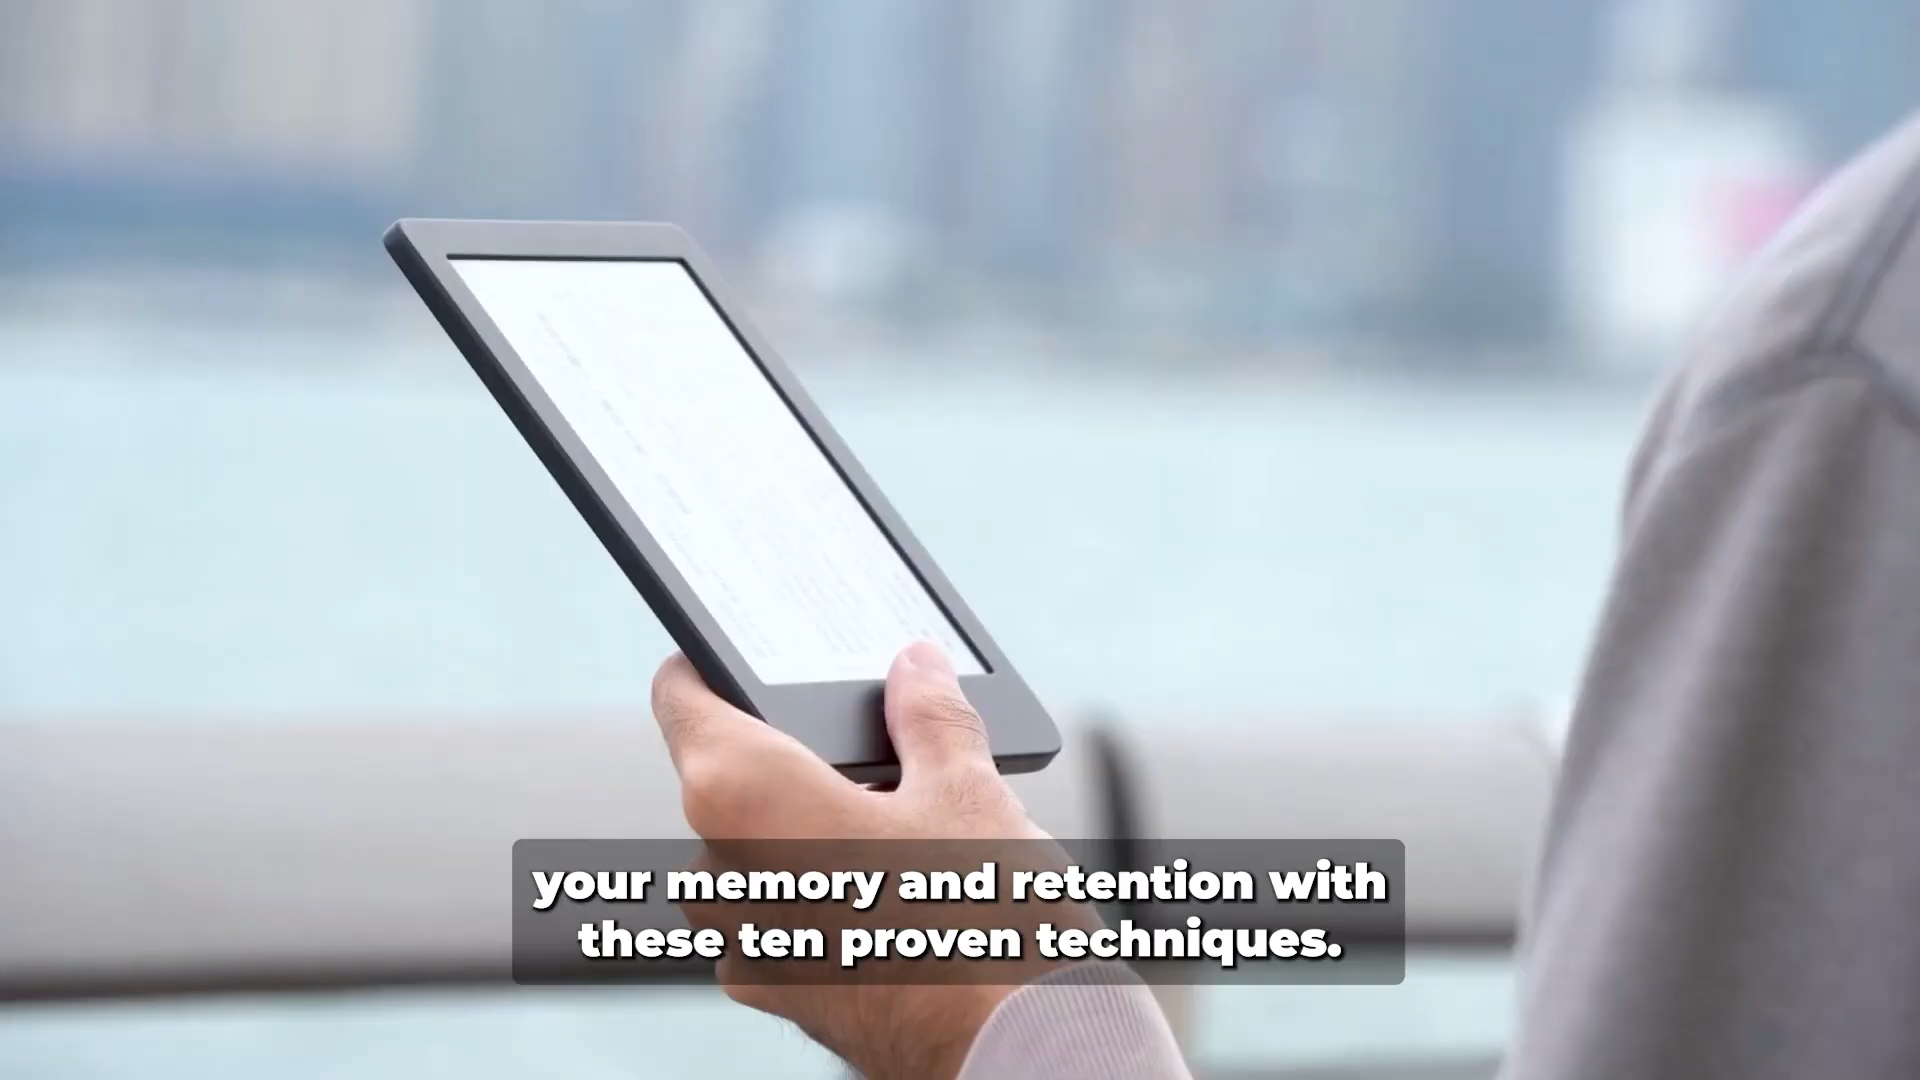 your memory and retention with
these ten proven techniques.